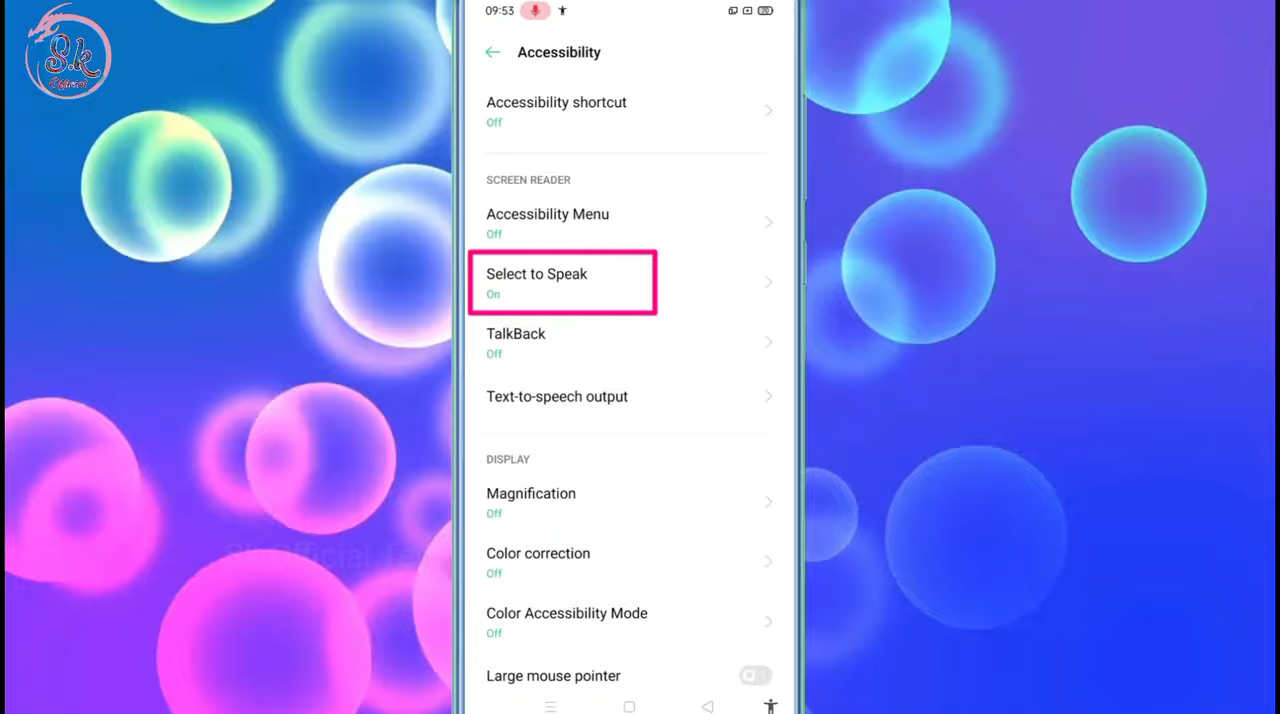 S.k
Official
09:53
Accessibility
Accessibility shortcut
Off
SCREEN READER
Accessibility Menu
Off
Select to Speak
On
TalkBack
Off
Text-to-speech output
DISPLAY
Magnification
Off
Color correction
Off
Color Accessibility Mode
Off
Large mouse pointer